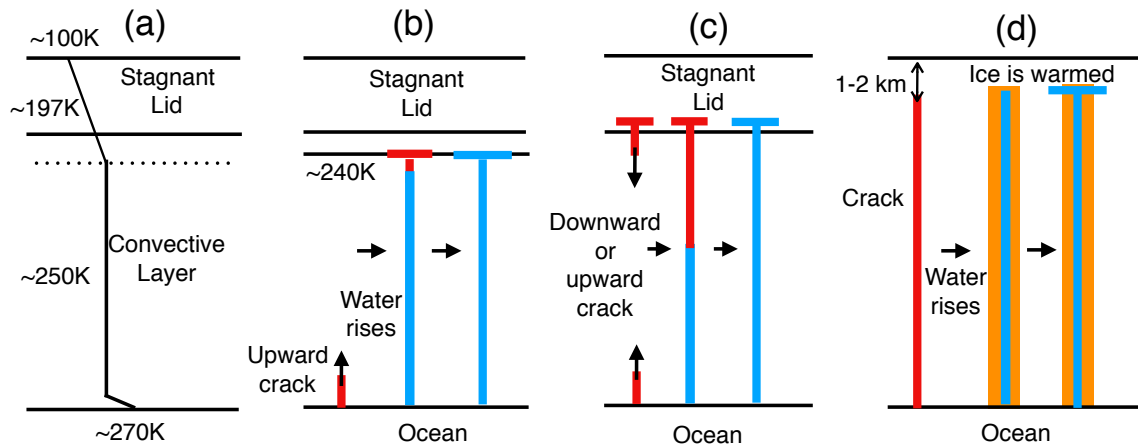 (a)
~100K
Stagnant
Lid
~197K
Convective
Layer
~250K
~270K
(b)
Stagnant
Lid
~240K
Water
rises
Upward
crack
Ocean
(c)
Stagnant
Lid
Downward
or
upward
crack
Ocean
(d)
1-2 km
Ice is warmed
Crack
Water
rises
Ocean